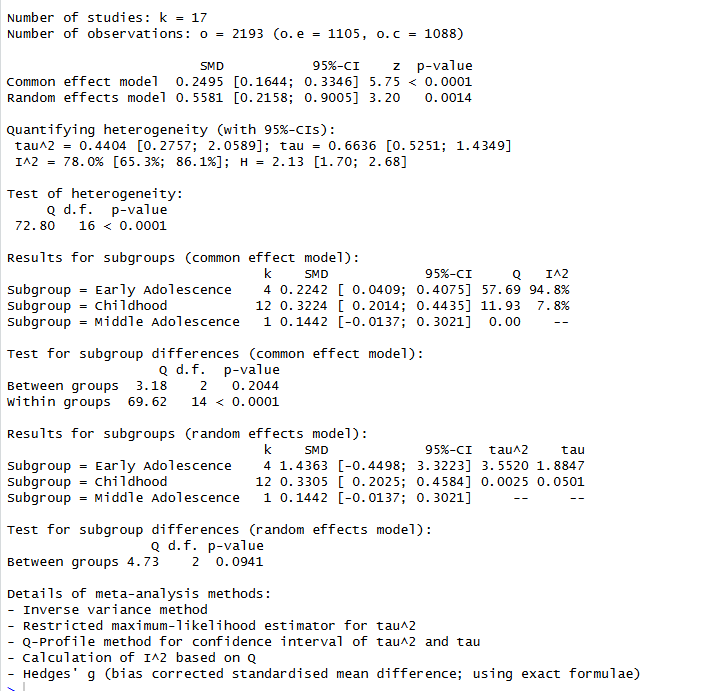 Number of studies: k = 17
Number of observations: o = 2193 (o.e = 1105, o.c = 1088)
SMD 95%-CI z p-value
Common effect model 0.2495 [0.1644; 0.3346] 5.75 < 0.0001
Random effects model 0.5581 [0.2158; 0.9005] 3.20 0.0014
Quantifying heterogeneity (with 95%-CIs):
tau^2 = 0.4404 [0.2757; 2.0589]; tau = 0.6636 [0.5251; 1.4349]
I^2 = 78.0% [65.3%; 86.1%]; H = 2.13 [1.70; 2.68]
Test of heterogeneity:
Q d.f. p-value
72.80 16 < 0.0001
Results for subgroups (common effect model):
k SMD 95%-CI Q I^2
Subgroup = Early Adolescence 4 0.2242 [ 0.0409; 0.4075] 57.69 94.8%
Subgroup = Childhood 12 0.3224 [ 0.2014; 0.4435] 11.93 7.8%
Subgroup = Middle Adolescence 1 0.1442 [-0.0137; 0.3021] 0.00 --
Test for subgroup differences (common effect model):
Q d.f. p-value
Between groups 3.18 2 0.2044
Within groups 69.62 14 < 0.0001
Results for subgroups (random effects model):
k SMD 95%-CI tau^2 tau
Subgroup = Early Adolescence 4 1.4363 [-0.4498; 3.3223] 3.5520 1.8847
Subgroup = Childhood 12 0.3305 [ 0.2025; 0.4584] 0.0025 0.0501
Subgroup = Middle Adolescence 1 0.1442 [-0.0137; 0.3021] -- --
Test for subgroup differences (random effects model):
Q d.f. p-value
Between groups 4.73 2 0.0941
Details of meta-analysis methods:
- Inverse variance method
- Restricted maximum-likelihood estimator for tau^2
- Q-Profile method for confidence interval of tau^2 and tau
- Calculation of I^2 based on Q
- Hedges' g (bias corrected standardised mean difference; using exact formulae)
>